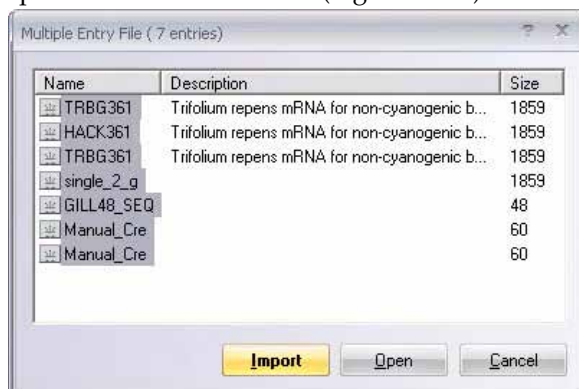 Multiple Entry File ( 7 entries)
Name Description Size
TRBG361 Trifolium repens mRNA for non-cyanogenic b... 1859
HACK361 Trifolium repens mRNA for non-cyanogenic b... 1859
TRBG361 Trifolium repens mRNA for non-cyanogenic b... 1859
single_2_g 1859
GILL48_SEQ 48
Manual_Cre 60
Manual_Cre 60
Import Open Cancel